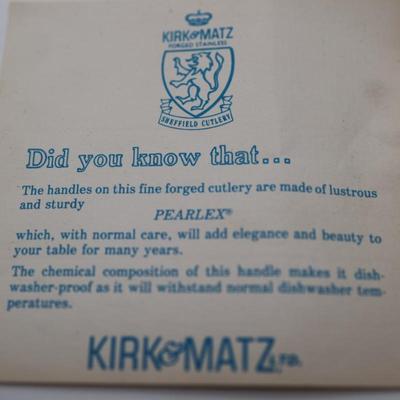 KIRK&MATZ
FORGED STAINLESS
SHEFFIELD CUTLERY
Did you know that...
The handles on this fine forged cutlery are made of lustrous
and sturdy
PEARLEX®
which, with normal care, will add elegance and beauty to
your table for many years.
The chemical composition of this handle makes it dish-
washer-proof as it will withstand normal dishwasher tem-
peratures.
KIRK&MATZ LTD.